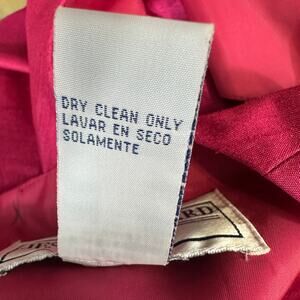 DRY CLEAN ONLY
LAVAR EN SECO
SOLAMENTE